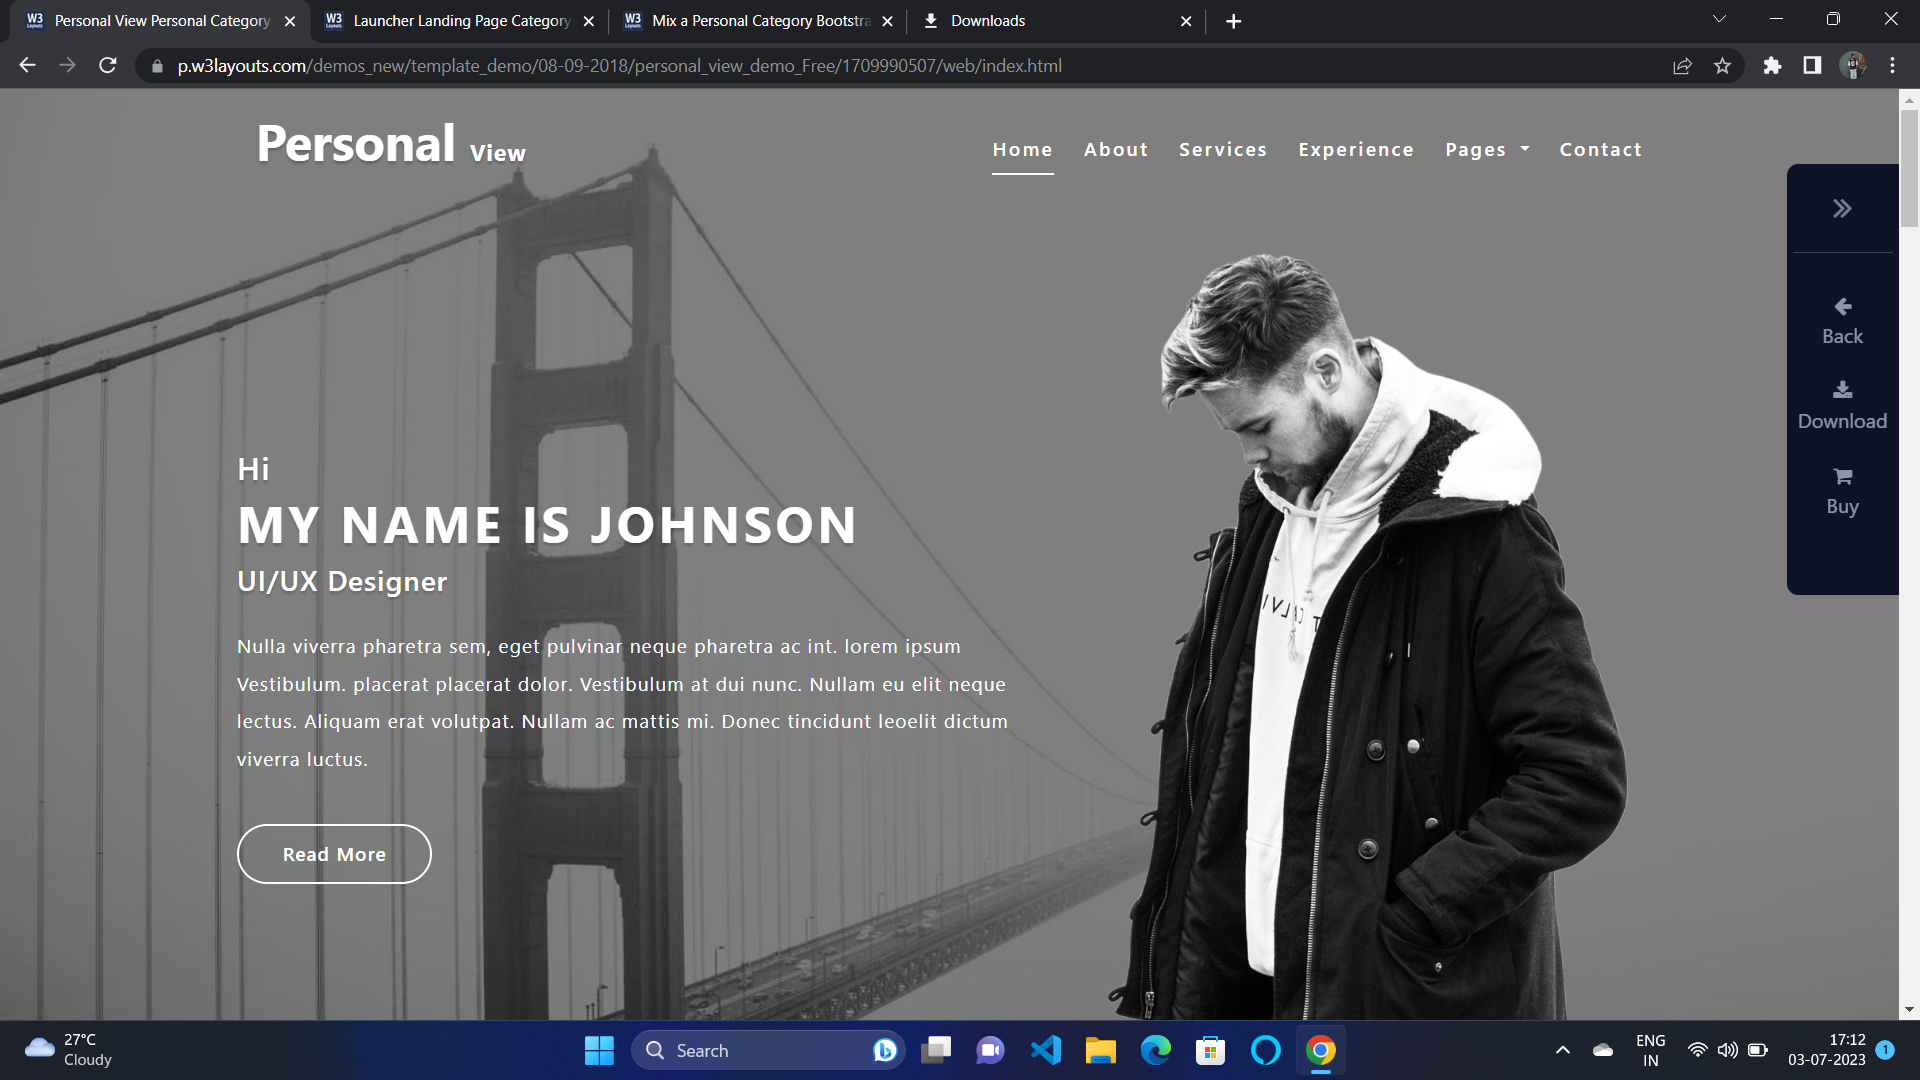 W3 Layouts Personal View Personal Category
W3 Layouts Launcher Landing Page Category
W3 Layouts Mix a Personal Category Bootstra
Downloads
p.w3layouts.com/demos_new/template_demo/08-09-2018/personal_view_demo_Free/1709990507/web/index.html
Personal View
Home About Services Experience Pages Contact
Back
Download
Buy
Hi
MY NAME IS JOHNSON
UI/UX Designer
Nulla viverra pharetra sem, eget pulvinar neque pharetra ac int. lorem ipsum
Vestibulum. placerat placerat dolor. Vestibulum at dui nunc. Nullam eu elit neque
lectus. Aliquam erat volutpat. Nullam ac mattis mi. Donec tincidunt leoelit dictum
viverra luctus.
Read More
27°C
Cloudy
Search
ENG
IN
17:12
03-07-2023
1